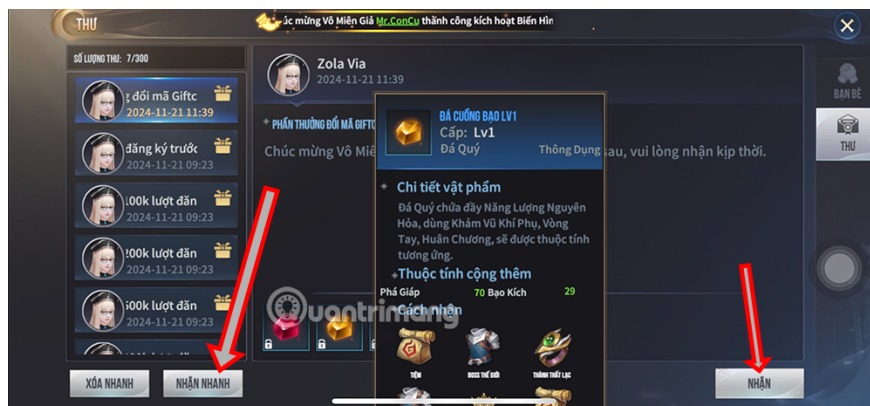 THƯ
úc mừng Vô Miện Giả Mr.ConCu thành công kích hoạt Biến Hìn
SỐ LƯỢNG THƯ: 7/300
g đổi mã Giftc
2024-11-21 11:39
đăng ký trước
2024-11-21 09:23
100k lượt đăn
2024-11-21 09:23
200k lượt đăn
2024-11-21 09:23
500k lượt đăn
2024-11-21 09:23
XÓA NHANH
NHẬN NHANH
Zola Via
2024-11-21 11:39
PHẦN THƯỞNG ĐỔI MÃ GIFTC
Chúc mừng Vô Miệ
sau, vui lòng nhận kịp thời.
ĐÁ CUỒNG BẠO LV1
Cấp: Lv1
Đá Quý
Thông Dụng
Chi tiết vật phẩm
Đá Quý chứa đầy Năng Lượng Nguyên
Hỏa, dùng Khảm Vũ Khí Phụ, Vòng
Tay, Huân Chương, sẽ được thuộc tính
tương ứng.
Thuộc tính cộng thêm
Phá Giáp 70 Bạo Kích 29
Cách nhận
TIỆM
BOSS THẾ GIỚI
THÀNH THẤT LẠC
Quantrimang
NHẬN
BẠN BÈ
THƯ